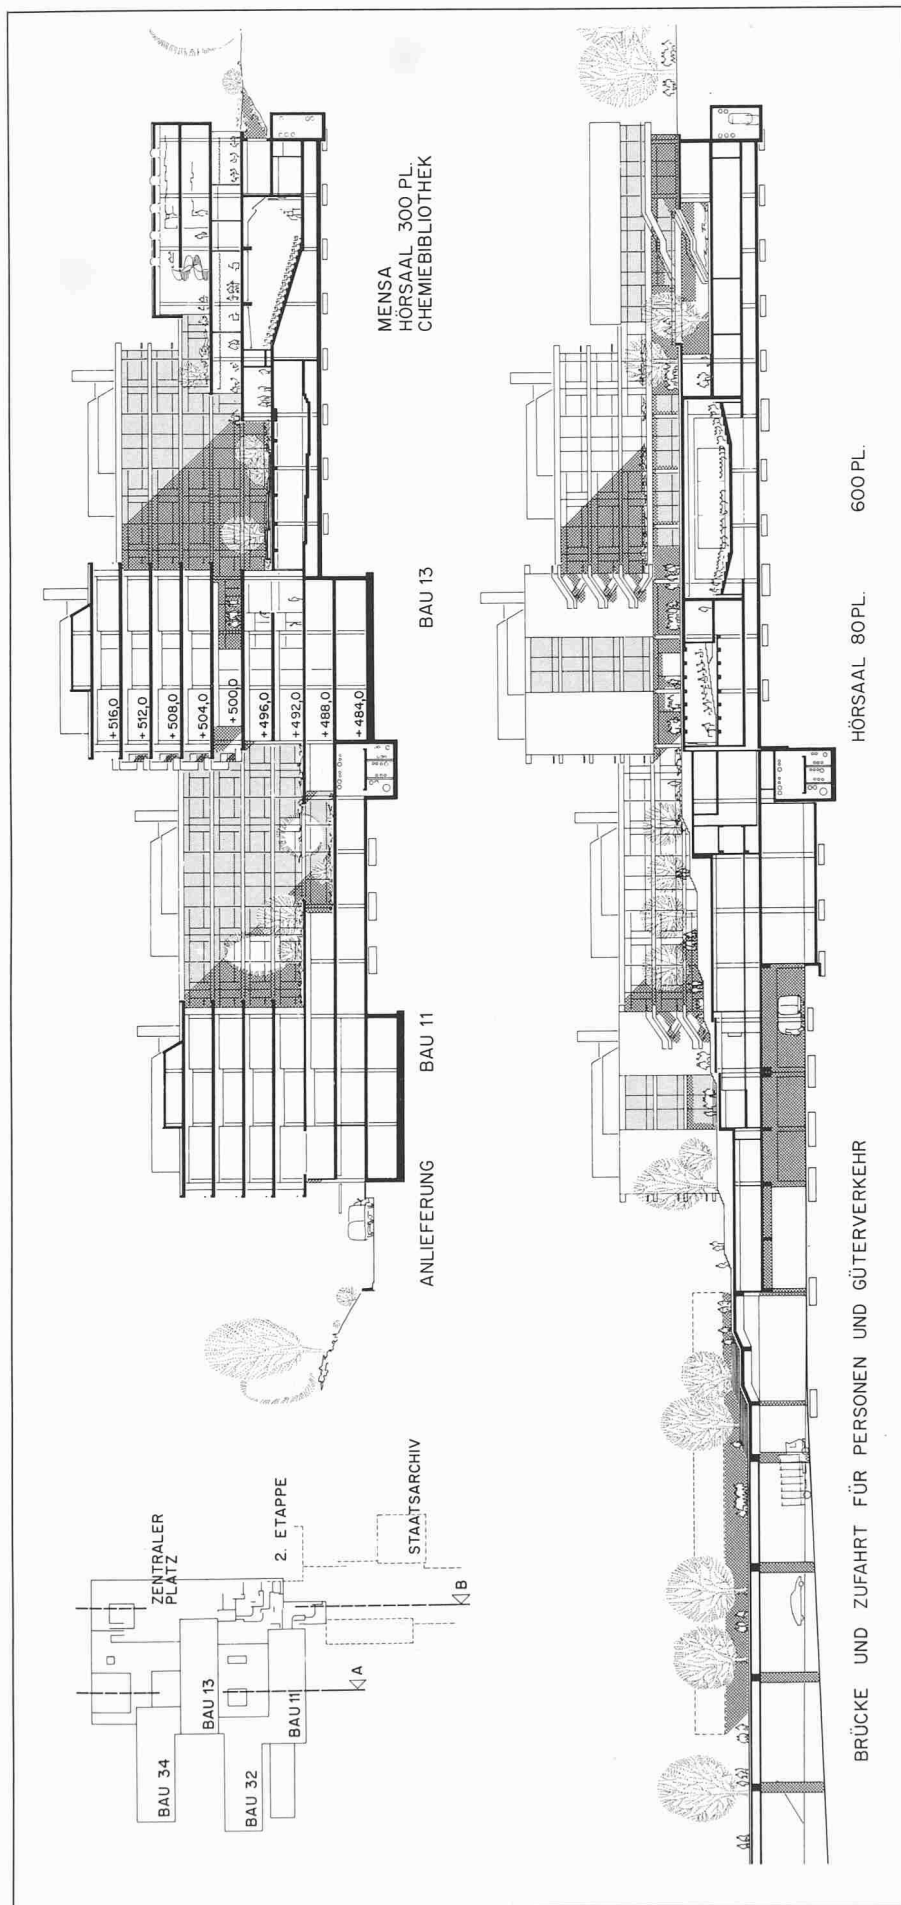 ZENTRALER
PLATZ
2. ETAPPE
STAATSARCHIV
BAU 34
BAU 13
BAU 32
BAU 11
A
B
+516,0
+512,0
+508,0
+504,0
+500,0
+496,0
+492,0
+488,0
+484,0
ANLIEFERUNG
BAU 11
BAU 13
MENSA
HÖRSAAL 300 PL.
CHEMIEBIBLIOTHEK
BRÜCKE UND ZUFAHRT FÜR PERSONEN UND GÜTERVERKEHR
HÖRSAAL 80 PL.
600 PL.